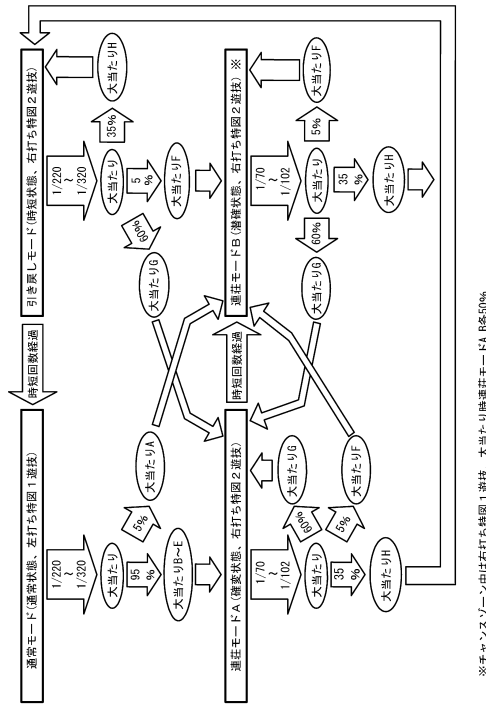 通常モード(通常状態、左打ち特図1遊技)
1/220
~
1/320
大当たり
5%
大当たりA
95
%
大当たりB~E
時短回数経過
引き戻しモード(時短状態、右打ち特図2遊技)
1/220
~
1/320
大当たり
35%
大当たりH
60%
大当たりG
5
%
大当たりF
連荘モードA(確変状態、右打ち特図2遊技)
1/70
~
1/102
大当たり
60%
大当たりG
5%
大当たりF
35
%
大当たりH
時短回数経過
連荘モードB(潜確状態、右打ち特図2遊技)※
1/70
~
1/102
大当たり
5%
大当たりF
60%
大当たりG
35
%
大当たりH
※チャンスゾーン中は右打ち特図1遊技、大当たり時連荘モードA,B各50%